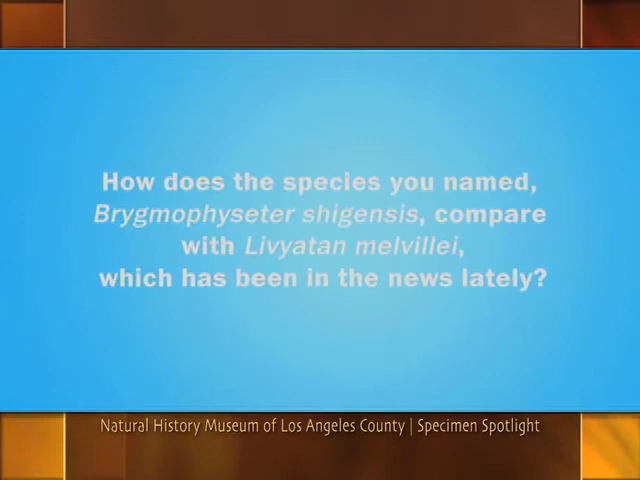 How does the species you named,
Brygmophyseter shigensis, compare
with Livyatan melvillei,
which has been in the news lately?
Natural History Museum of Los Angeles County | Specimen Spotlight